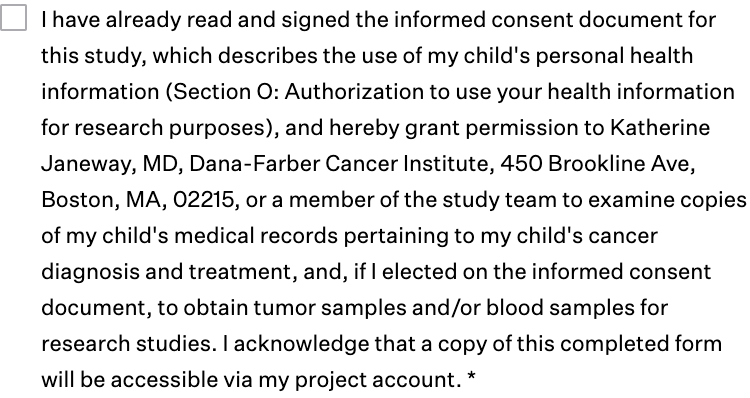 I have already read and signed the informed consent document for
this study, which describes the use of my child's personal health
information (Section O: Authorization to use your health information
for research purposes), and hereby grant permission to Katherine
Janeway, MD, Dana-Farber Cancer Institute, 450 Brookline Ave,
Boston, MA, 02215, or a member of the study team to examine copies
of my child's medical records pertaining to my child's cancer
diagnosis and treatment, and, if I elected on the informed consent
document, to obtain tumor samples and/or blood samples for
research studies. I acknowledge that a copy of this completed form
will be accessible via my project account. *